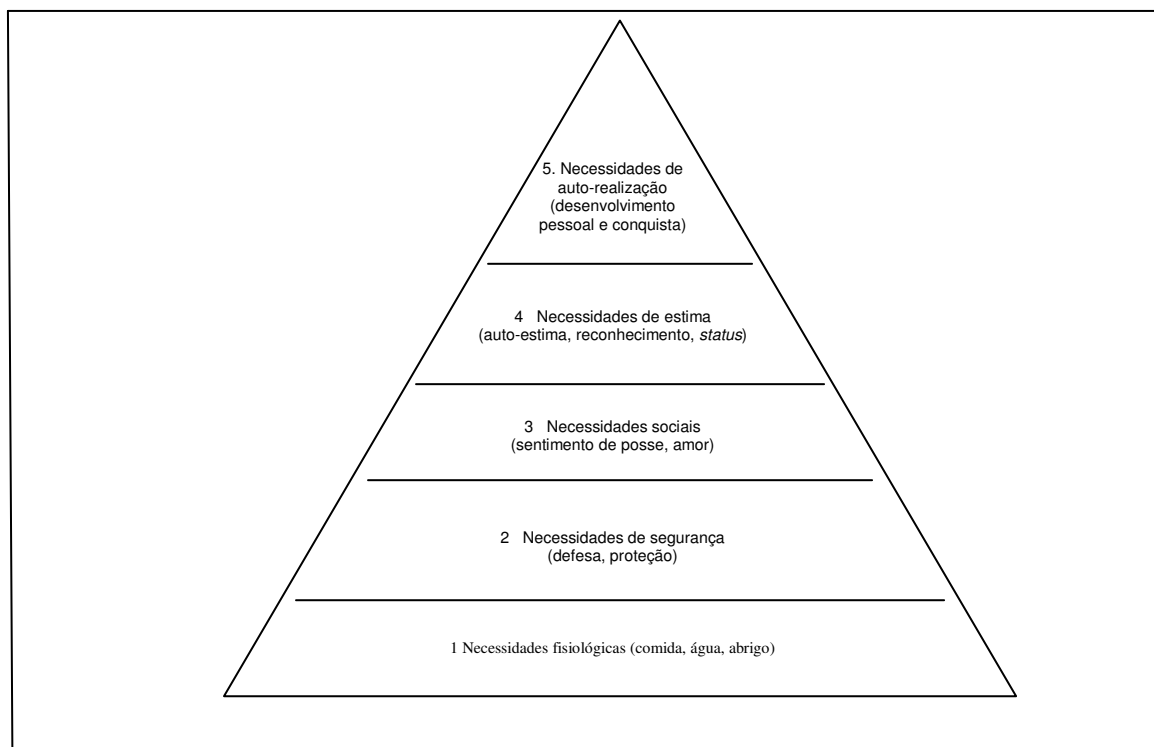 5. Necessidades de
auto-realização
(desenvolvimento
pessoal e conquista)
4 Necessidades de estima
(auto-estima, reconhecimento, status)
3 Necessidades sociais
(sentimento de posse, amor)
2 Necessidades de segurança
(defesa, proteção)
1 Necessidades fisiológicas (comida, água, abrigo)